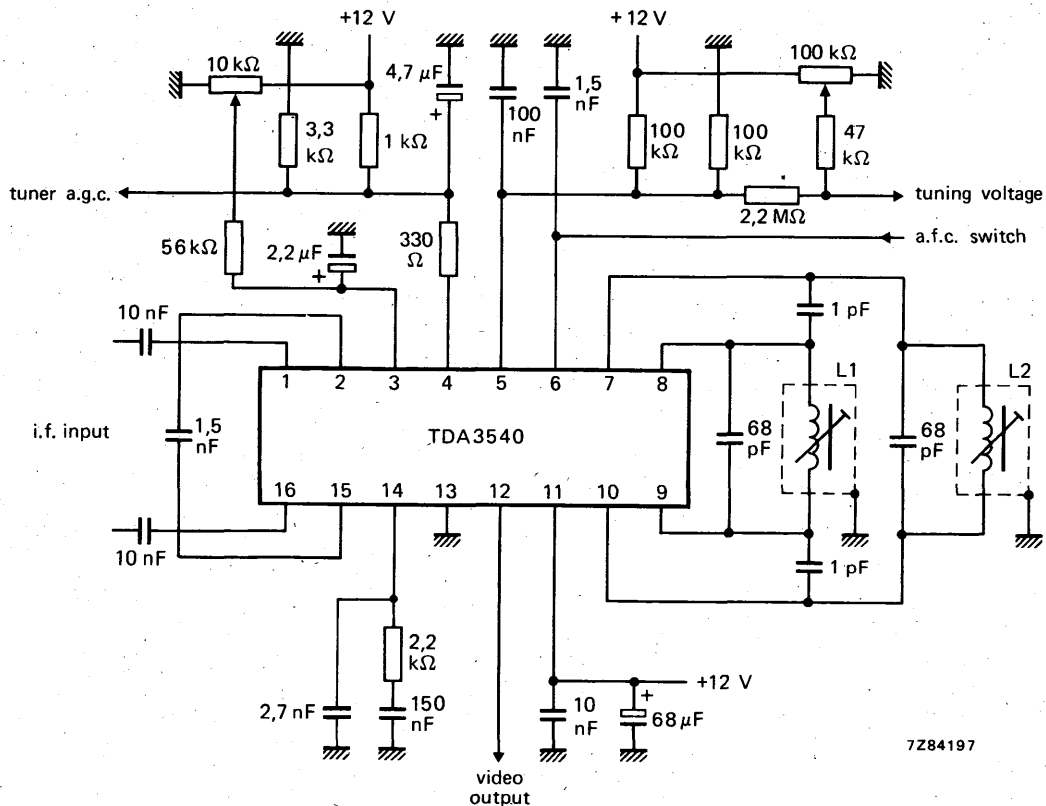 +12 V
+12 V
10 kΩ
4,7 µF
+
100 nF
1,5 nF
100 kΩ
3,3 kΩ
1 kΩ
100 kΩ
100 kΩ
47 kΩ
tuner a.g.c.
tuning voltage
2,2 MΩ
56 kΩ
2,2 µF
+
330 Ω
a.f.c. switch
10 nF
1 pF
1 2 3 4 5 6 7 8
L1
L2
i.f. input
1,5 nF
TDA3540
68 pF
68 pF
16 15 14 13 12 11 10 9
10 nF
1 pF
2,2 kΩ
2,7 nF
150 nF
+12 V
10 nF
+
68 µF
7Z84197
video output